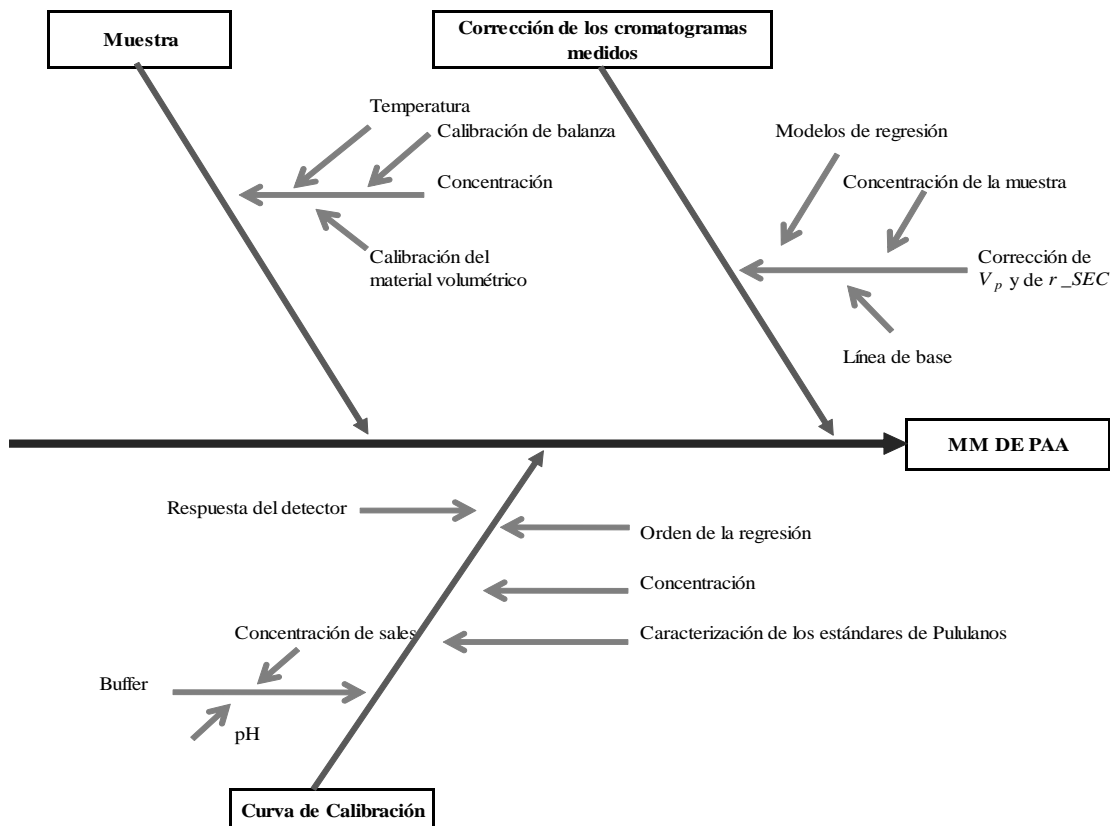 Muestra
Corrección de los cromatogramas
medidos
Temperatura
Calibración de balanza
Concentración
Calibración del
material volumétrico
Modelos de regresión
Concentración de la muestra
Corrección de
V p y de r _SEC
Línea de base
MM DE PAA
Respuesta del detector
Orden de la regresión
Concentración
Caracterización de los estándares de Pululanos
Concentración de sales
Buffer
pH
Curva de Calibración